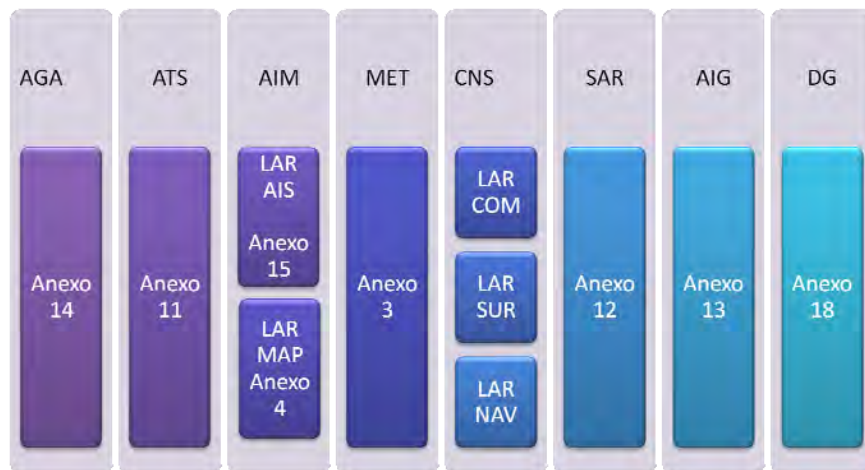 AGA
Anexo
14
ATS
Anexo
11
AIM
LAR
AIS
Anexo
15
LAR
MAP
Anexo
4
MET
Anexo
3
CNS
LAR
COM
LAR
SUR
LAR
NAV
SAR
Anexo
12
AIG
Anexo
13
DG
Anexo
18